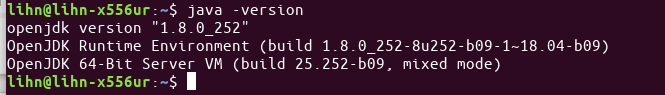 lihn@lihn-x556ur:~$ java -version
openjdk version "1.8.0_252"
OpenJDK Runtime Environment (build 1.8.0_252-8u252-b09-1~18.04-b09)
OpenJDK 64-Bit Server VM (build 25.252-b09, mixed mode)
lihn@lihn-x556ur:~$